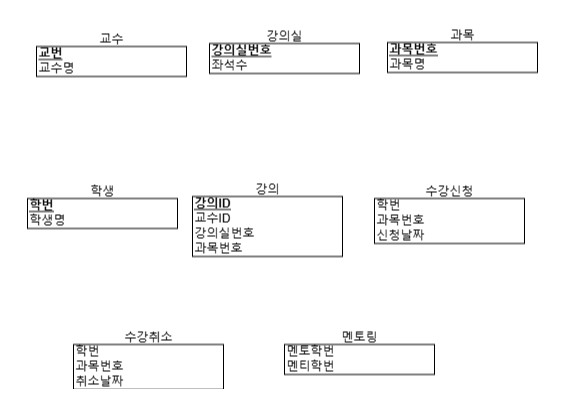 교수
교번
교수명
강의실
강의실번호
좌석수
과목
과목번호
과목명
학생
학번
학생명
강의
강의ID
교수ID
강의실번호
과목번호
수강신청
학번
과목번호
신청날짜
수강취소
학번
과목번호
취소날짜
멘토링
멘토학번
멘티학번